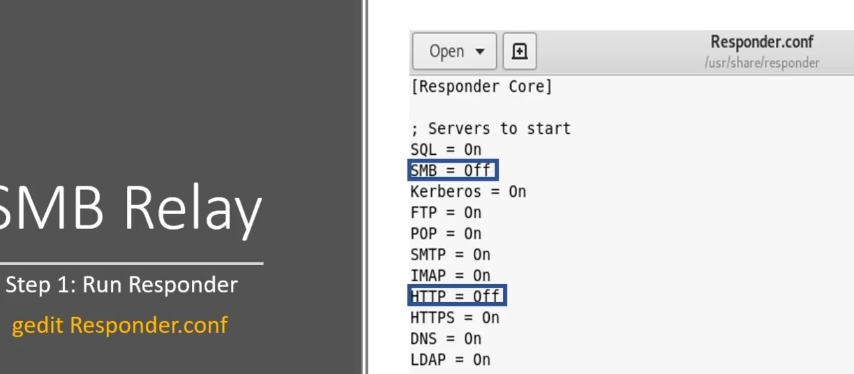 SMB Relay
Step 1: Run Responder
gedit Responder.conf
Open
Responder.conf
/usr/share/responder
[Responder Core]
; Servers to start
SQL = On
SMB = Off
Kerberos = On
FTP = On
POP = On
SMTP = On
IMAP = On
HTTP = Off
HTTPS = On
DNS = On
LDAP = On